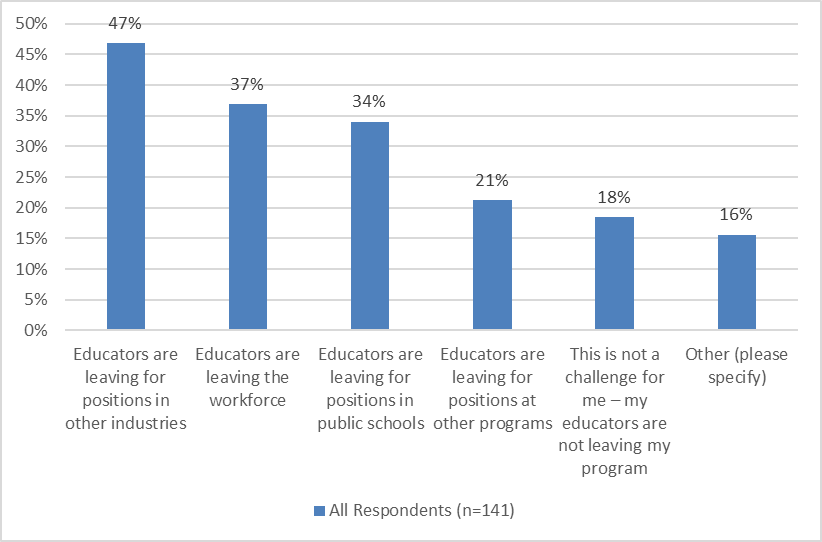 50%
47%
45%
40%
37%
35%
34%
30%
25%
21%
20%
18%
16%
15%
10%
5%
0%
Educators are
leaving for
positions in
other industries
Educators are
leaving the
workforce
Educators are
leaving for
positions in
public schools
Educators are
leaving for
positions at
other programs
This is not a
challenge for
me – my
educators are
not leaving my
program
Other (please
specify)
All Respondents (n=141)